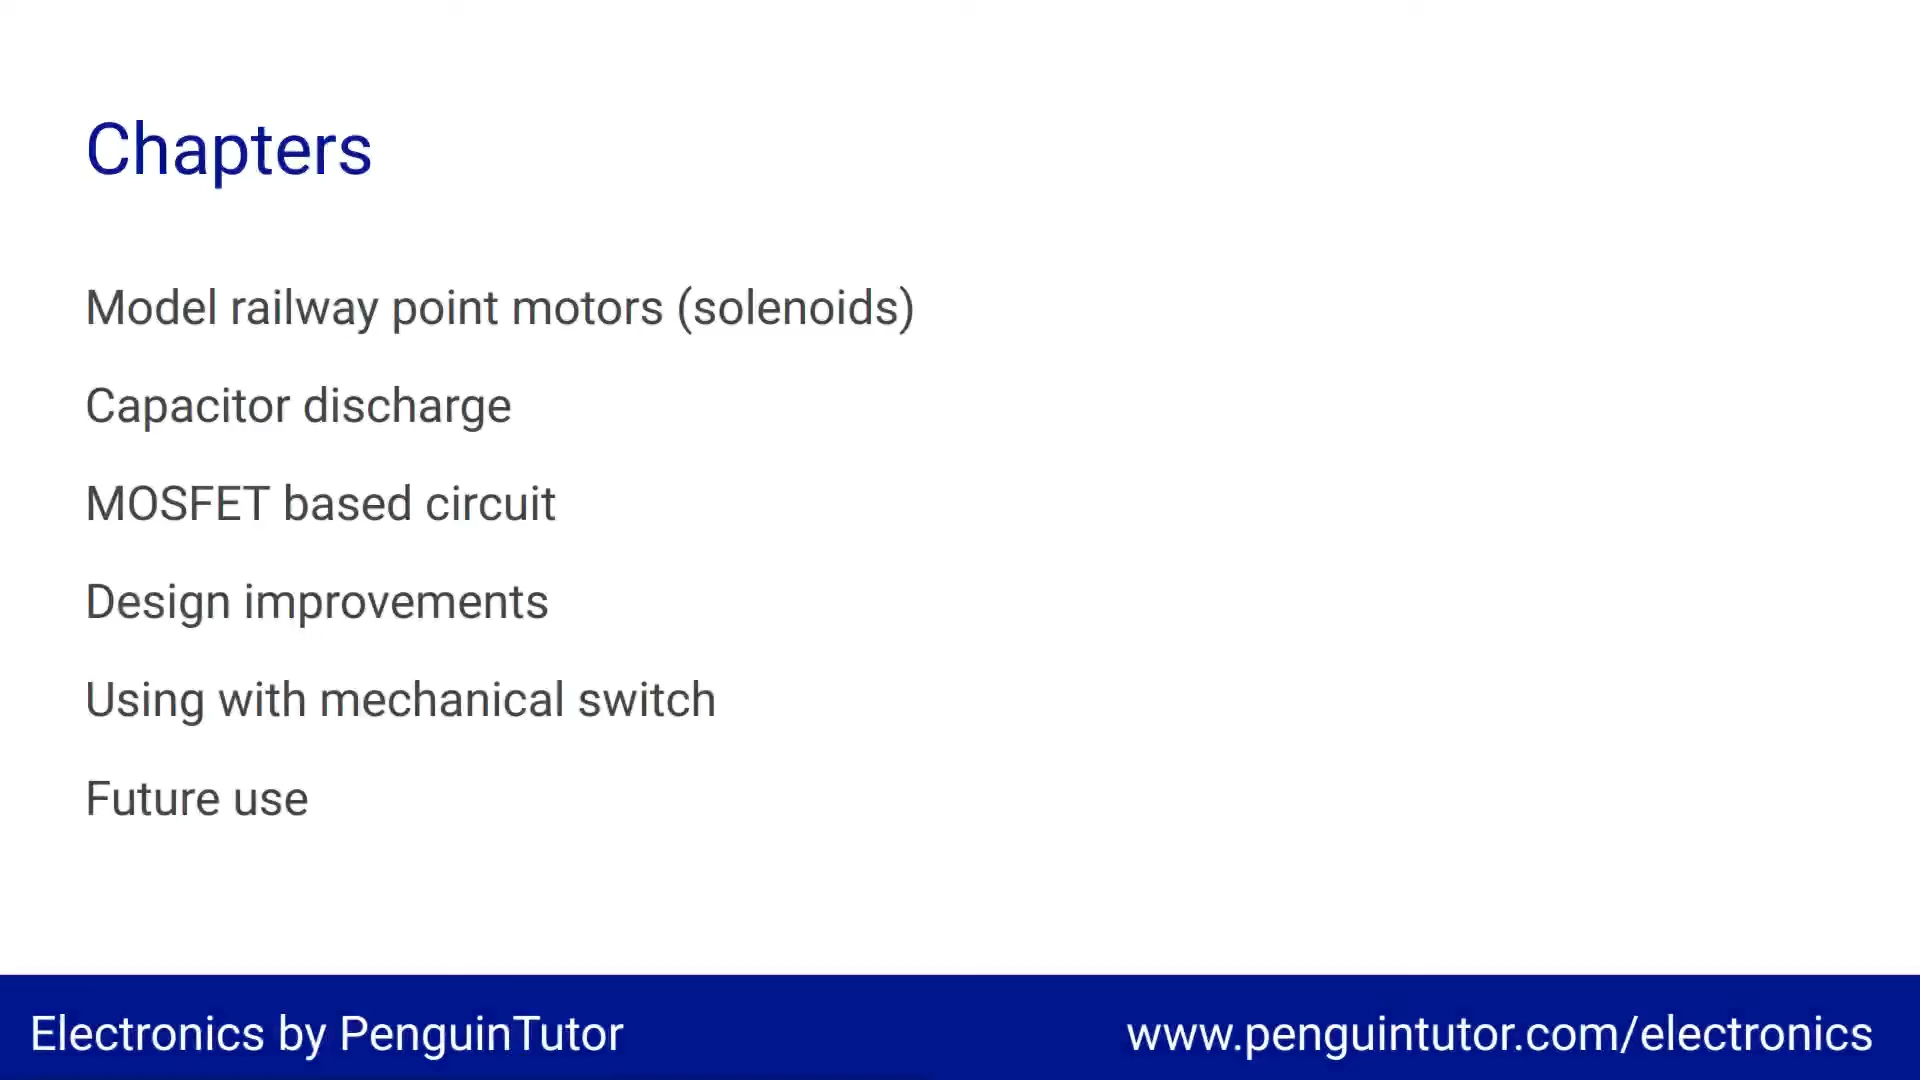 Chapters
Model railway point motors (solenoids)
Capacitor discharge
MOSFET based circuit
Design improvements
Using with mechanical switch
Future use
Electronics by PenguinTutor
www.penguintutor.com/electronics